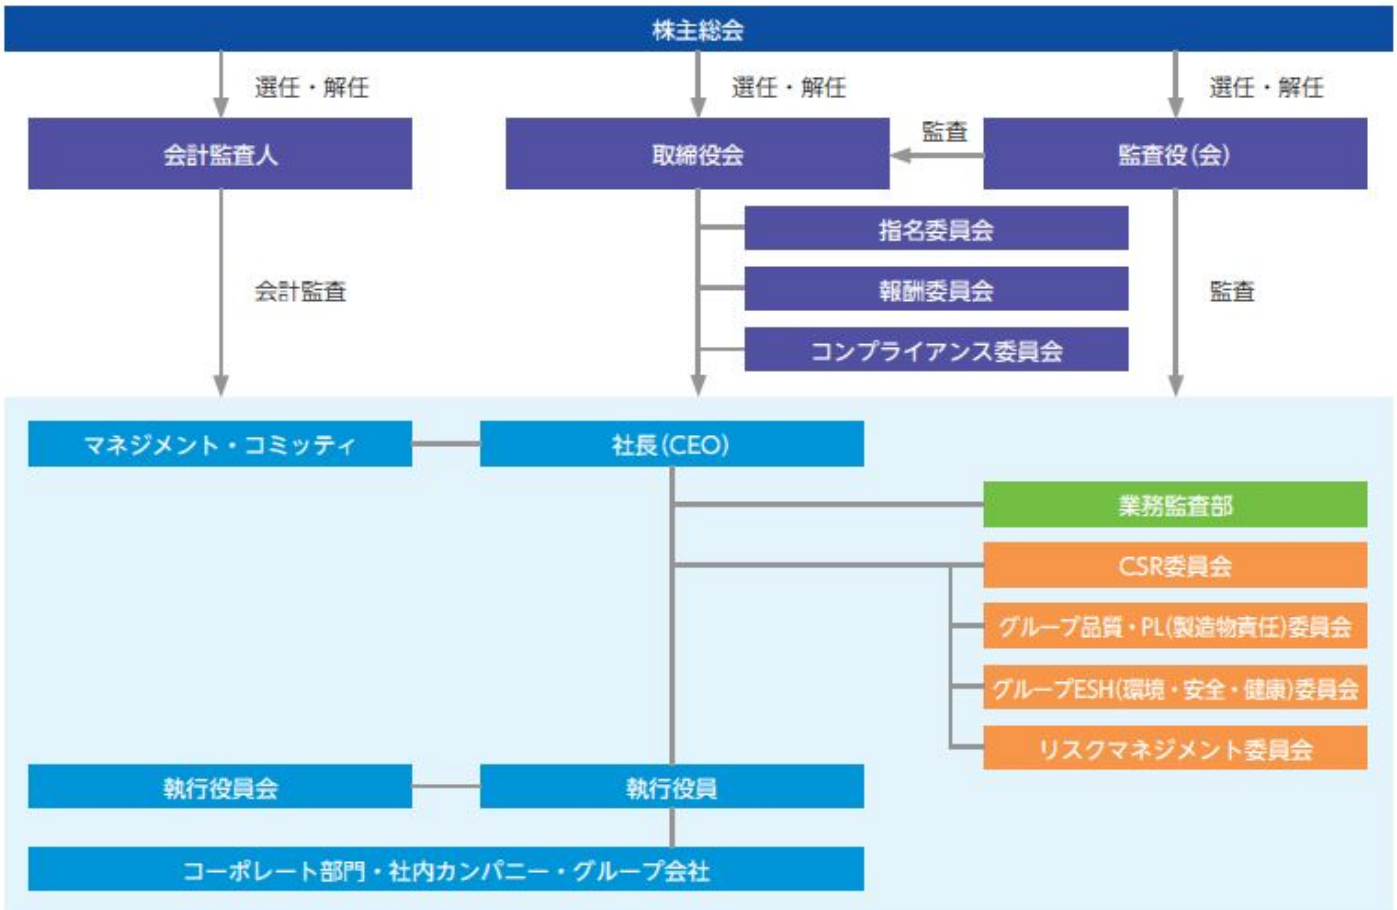 株主総会
選任・解任
選任・解任
選任・解任
会計監査人
取締役会
監査
監査役(会)
指名委員会
報酬委員会
コンプライアンス委員会
会計監査
監査
マネジメント・コミッティ
社長(CEO)
業務監査部
CSR委員会
グループ品質・PL(製造物責任)委員会
グループESH(環境・安全・健康)委員会
リスクマネジメント委員会
執行役員会
執行役員
コーポレート部門・社内カンパニー・グループ会社